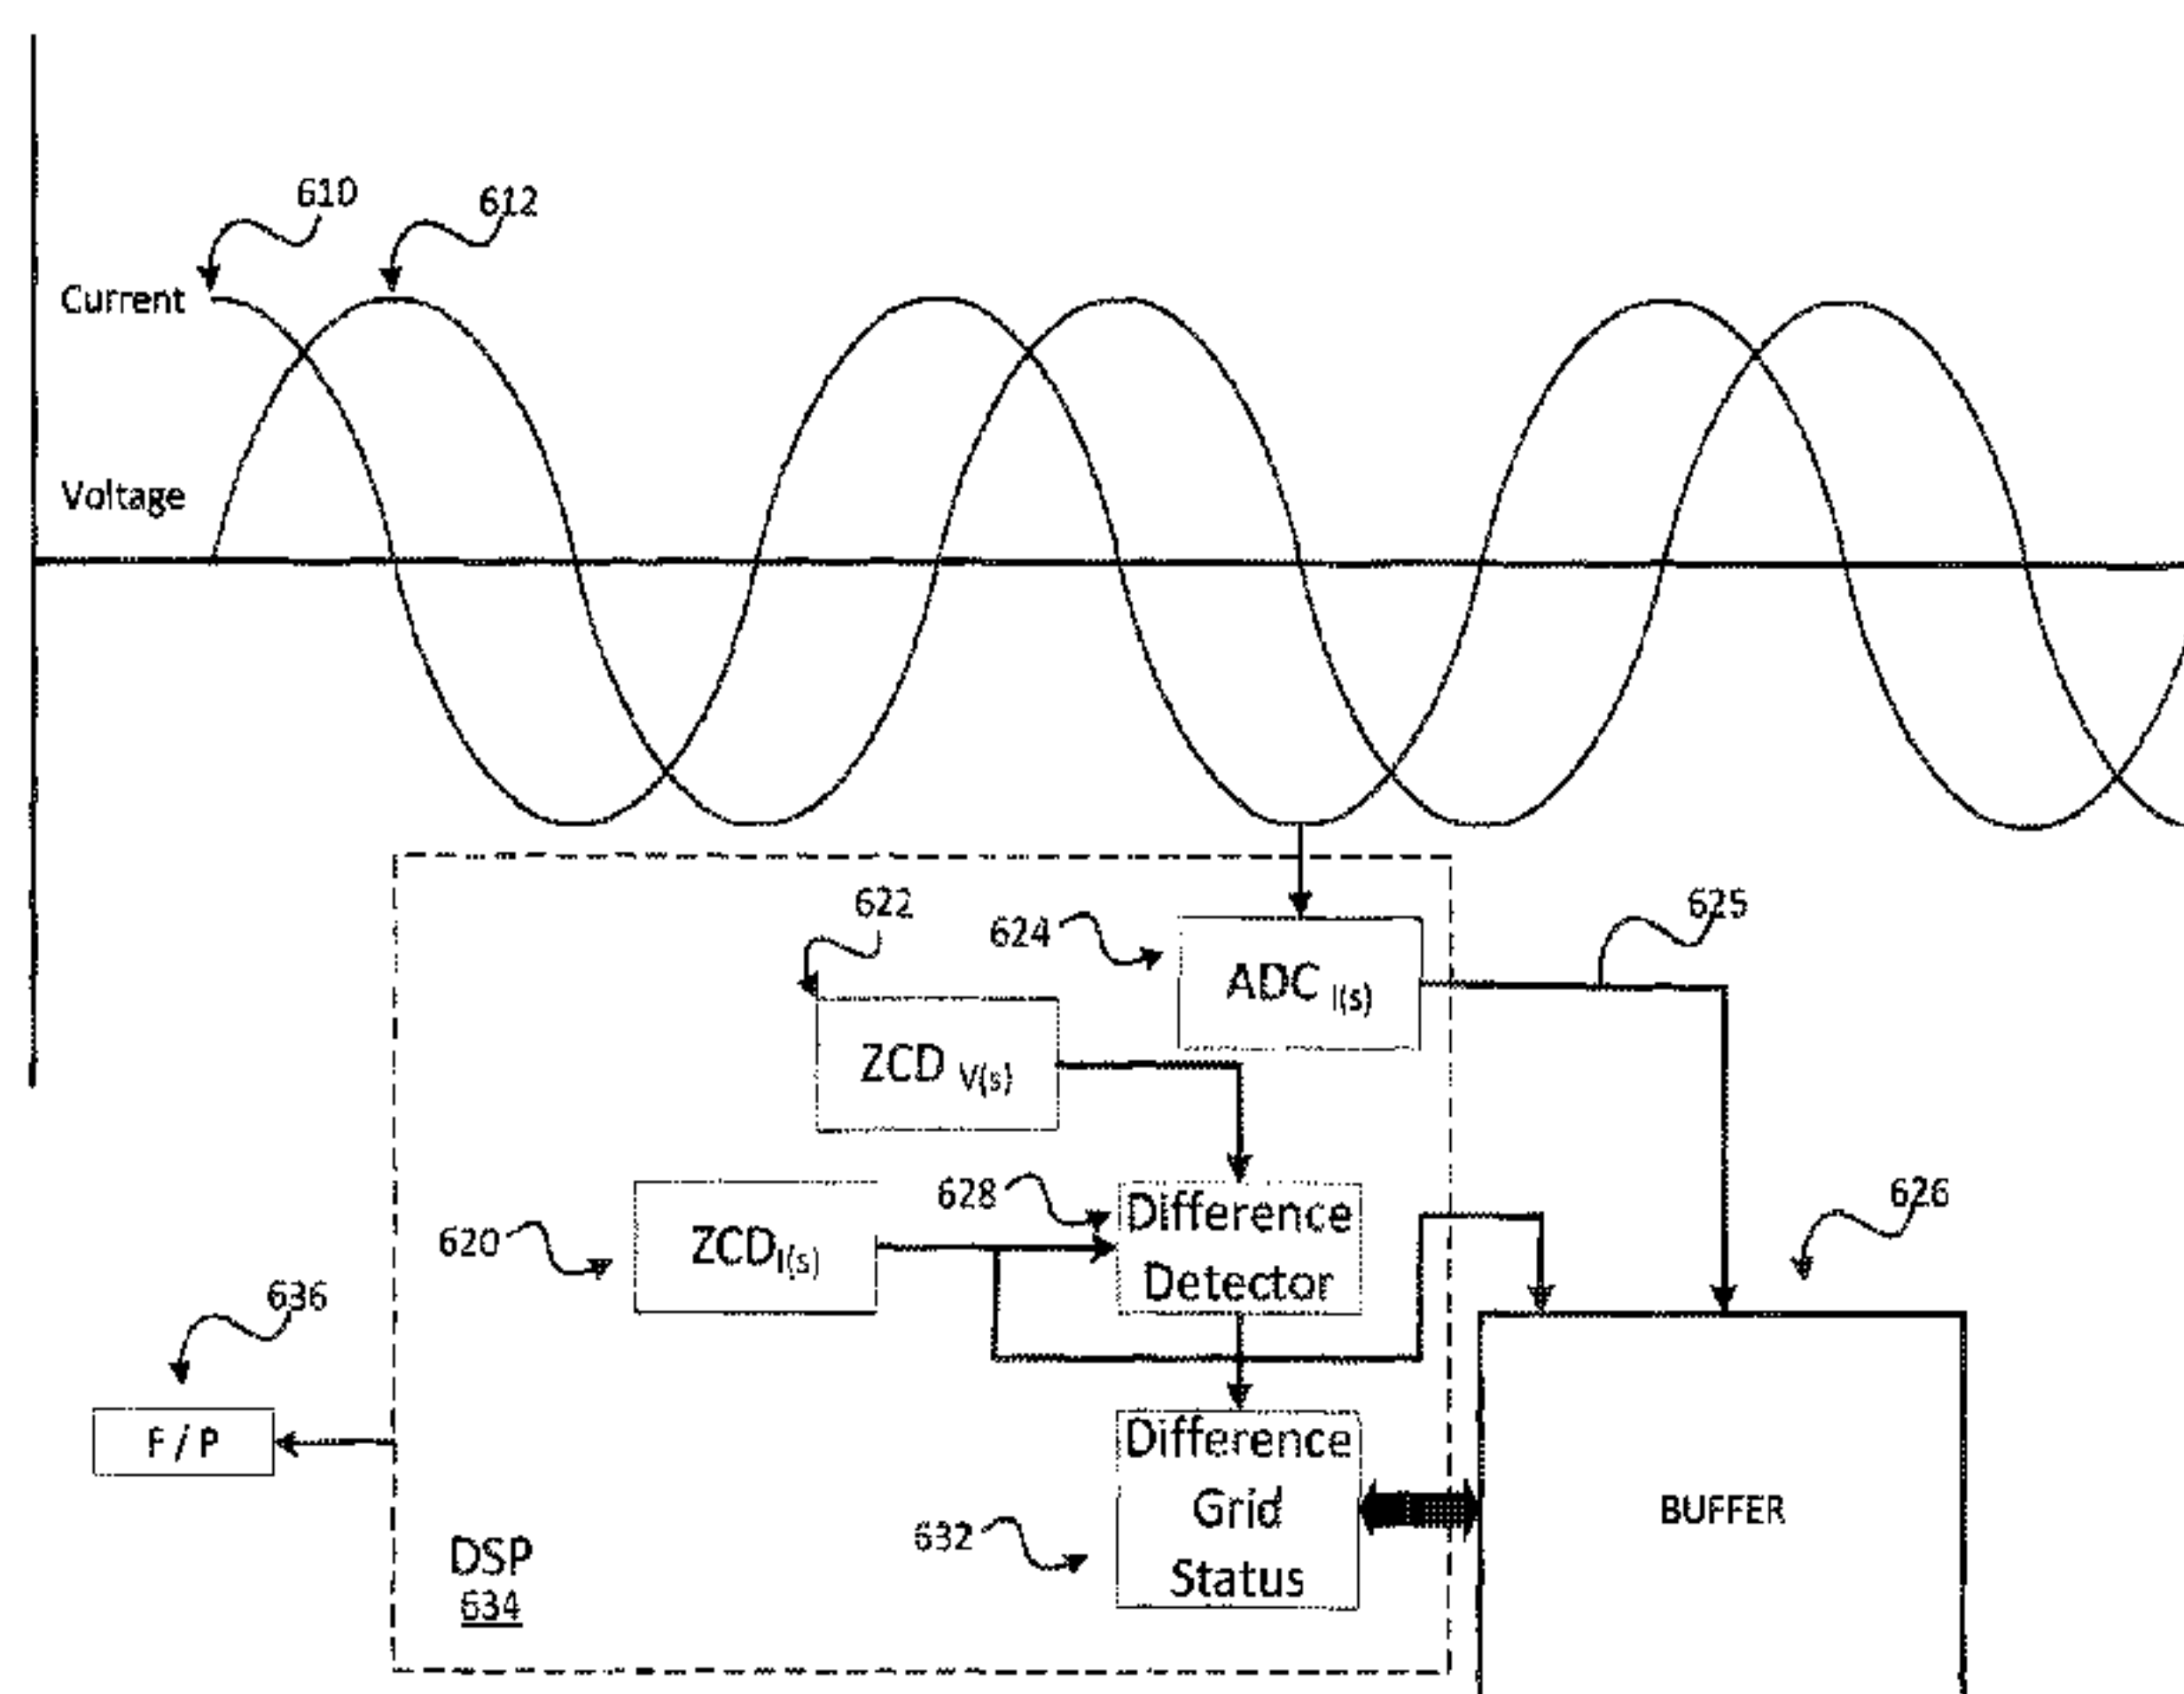 610
612
Current
Voltage
622
624
625
ADC I(s)
ZCD V(s)
628
Difference
Detector
626
620
ZCD I(s)
636
F / P
Difference
Grid
Status
632
BUFFER
DSP
634